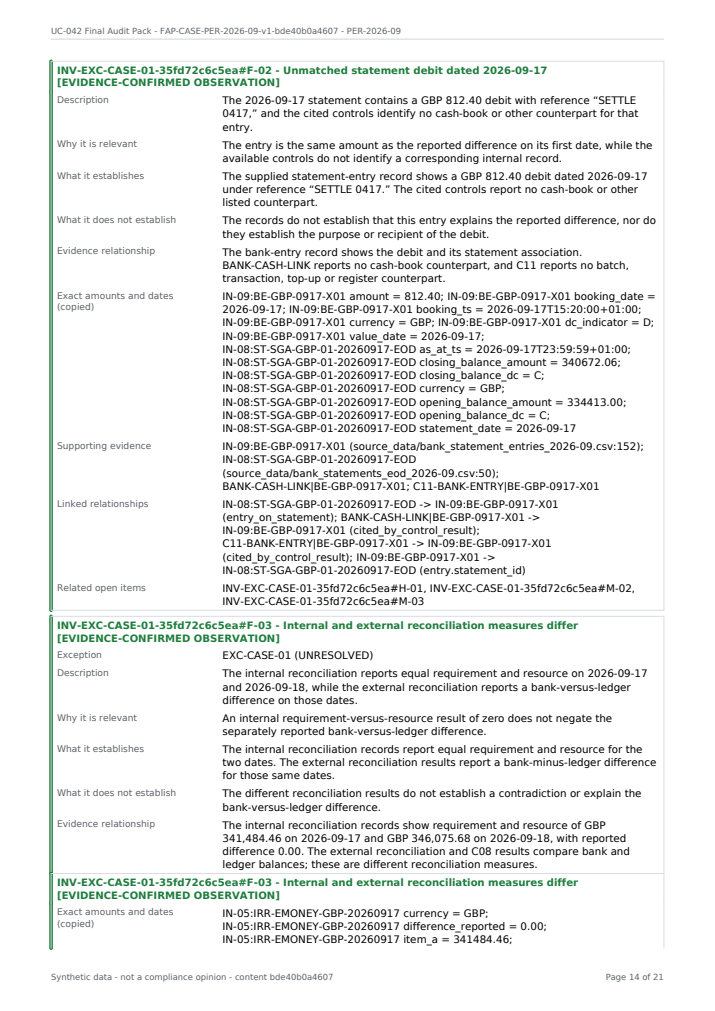 UC-042 Final Audit Pack - FAP-CASE-PER-2026-09-v1-bde40b0a4607 - PER-2026-09
INV-EXC-CASE-01-35fd72c6c5ea#F-02 - Unmatched statement debit dated 2026-09-17
[EVIDENCE-CONFIRMED OBSERVATION]
Description
The 2026-09-17 statement contains a GBP 812.40 debit with reference “SETTLE
0417,” and the cited controls identify no cash-book or other counterpart for that
entry.
Why it is relevant
The entry is the same amount as the reported difference on its first date, while the
available controls do not identify a corresponding internal record.
What it establishes
The supplied statement-entry record shows a GBP 812.40 debit dated 2026-09-17
under reference “SETTLE 0417.” The cited controls report no cash-book or other
listed counterpart.
What it does not establish
The records do not establish that this entry explains the reported difference, nor do
they establish the purpose or recipient of the debit.
Evidence relationship
The bank-entry record shows the debit and its statement association.
BANK-CASH-LINK reports no cash-book counterpart, and C11 reports no batch,
transaction, top-up or register counterpart.
Exact amounts and dates
(copied)
IN-09:BE-GBP-0917-X01 amount = 812.40; IN-09:BE-GBP-0917-X01 booking_date =
2026-09-17; IN-09:BE-GBP-0917-X01 booking_ts = 2026-09-17T15:20:00+01:00;
IN-09:BE-GBP-0917-X01 currency = GBP; IN-09:BE-GBP-0917-X01 dc_indicator = D;
IN-09:BE-GBP-0917-X01 value_date = 2026-09-17;
IN-08:ST-SGA-GBP-01-20260917-EOD as_at_ts = 2026-09-17T23:59:59+01:00;
IN-08:ST-SGA-GBP-01-20260917-EOD closing_balance_amount = 340672.06;
IN-08:ST-SGA-GBP-01-20260917-EOD closing_balance_dc = C;
IN-08:ST-SGA-GBP-01-20260917-EOD currency = GBP;
IN-08:ST-SGA-GBP-01-20260917-EOD opening_balance_amount = 334413.00;
IN-08:ST-SGA-GBP-01-20260917-EOD opening_balance_dc = C;
IN-08:ST-SGA-GBP-01-20260917-EOD statement_date = 2026-09-17
Supporting evidence
IN-09:BE-GBP-0917-X01 (source_data/bank_statement_entries_2026-09.csv:152);
IN-08:ST-SGA-GBP-01-20260917-EOD
(source_data/bank_statements_eod_2026-09.csv:50);
BANK-CASH-LINK|BE-GBP-0917-X01; C11-BANK-ENTRY|BE-GBP-0917-X01
Linked relationships
IN-08:ST-SGA-GBP-01-20260917-EOD -> IN-09:BE-GBP-0917-X01
(entry_on_statement); BANK-CASH-LINK|BE-GBP-0917-X01 ->
IN-09:BE-GBP-0917-X01 (cited_by_control_result);
C11-BANK-ENTRY|BE-GBP-0917-X01 -> IN-09:BE-GBP-0917-X01
(cited_by_control_result); IN-09:BE-GBP-0917-X01 ->
IN-08:ST-SGA-GBP-01-20260917-EOD (entry.statement_id)
Related open items
INV-EXC-CASE-01-35fd72c6c5ea#H-01, INV-EXC-CASE-01-35fd72c6c5ea#M-02,
INV-EXC-CASE-01-35fd72c6c5ea#M-03
INV-EXC-CASE-01-35fd72c6c5ea#F-03 - Internal and external reconciliation measures differ
[EVIDENCE-CONFIRMED OBSERVATION]
Exception
EXC-CASE-01 (UNRESOLVED)
Description
The internal reconciliation reports equal requirement and resource on 2026-09-17
and 2026-09-18, while the external reconciliation reports a bank-versus-ledger
difference on those dates.
Why it is relevant
An internal requirement-versus-resource result of zero does not negate the
separately reported bank-versus-ledger difference.
What it establishes
The internal reconciliation records report equal requirement and resource for the
two dates. The external reconciliation results report a bank-minus-ledger difference
for those same dates.
What it does not establish
The different reconciliation results do not establish a contradiction or explain the
bank-versus-ledger difference.
Evidence relationship
The internal reconciliation records show requirement and resource of GBP
341,484.46 on 2026-09-17 and GBP 346,075.68 on 2026-09-18, with reported
difference 0.00. The external reconciliation and C08 results compare bank and
ledger balances; these are different reconciliation measures.
INV-EXC-CASE-01-35fd72c6c5ea#F-03 - Internal and external reconciliation measures differ
[EVIDENCE-CONFIRMED OBSERVATION]
Exact amounts and dates
(copied)
IN-05:IRR-EMONEY-GBP-20260917 currency = GBP;
IN-05:IRR-EMONEY-GBP-20260917 difference_reported = 0.00;
IN-05:IRR-EMONEY-GBP-20260917 item_a = 341484.46;
Synthetic data - not a compliance opinion - content bde40b0a4607
Page 14 of 21